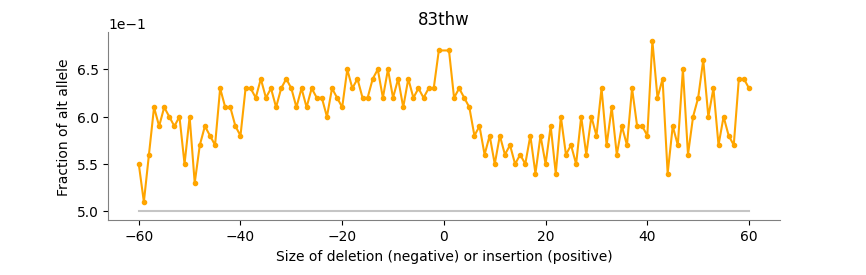 83thw
1e−1
Fraction of alt allele
6.5
6.0
5.5
5.0
−60 −40 −20 0 20 40 60
Size of deletion (negative) or insertion (positive)